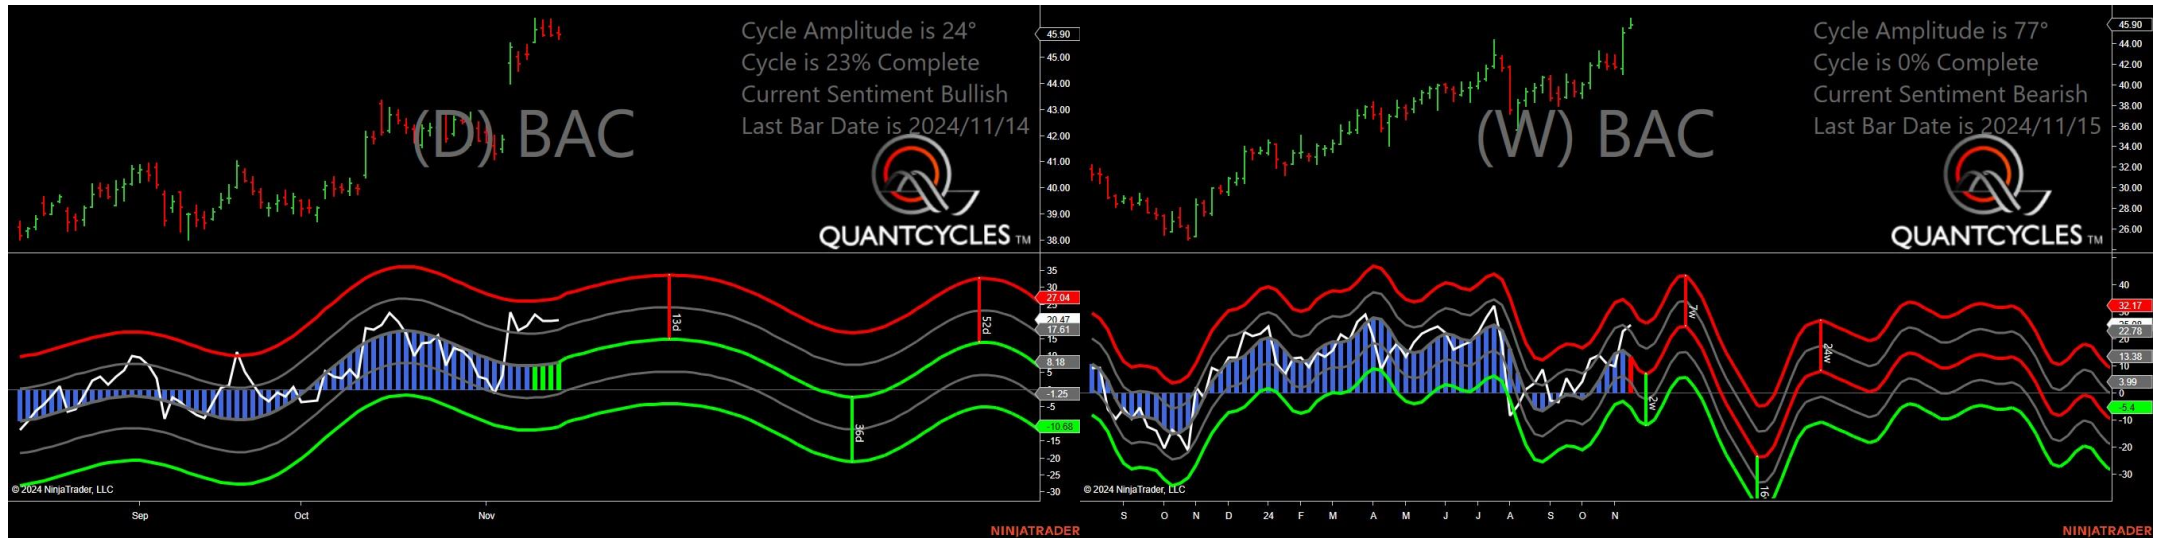 Cycle Amplitude is 24°
Cycle is 23% Complete
Current Sentiment Bullish
Last Bar Date is 2024/11/14
(D) BAC
QUANTCYCLES TM
45.90
45.00
44.00
43.00
42.00
41.00
40.00
39.00
38.00
35
30
27.04
25
20.47
17.61
15
8.18
5
-1.25
-5
-10.68
-15
-20
-25
-30
13d
52d
36d
© 2024 NinjaTrader, LLC
Sep Oct Nov
NINJATRADER
Cycle Amplitude is 77°
Cycle is 0% Complete
Current Sentiment Bearish
Last Bar Date is 2024/11/15
(W) BAC
QUANTCYCLES TM
45.90
44.00
42.00
40.00
38.00
36.00
34.00
32.00
30.00
28.00
26.00
40
32.17
22.78
20
13.38
10
3.99
0
-5.4
-10
-20
-30
7w
24w
2w
16
© 2024 NinjaTrader, LLC
S O N D 24 F M A M J J A S O N
NINJATRADER